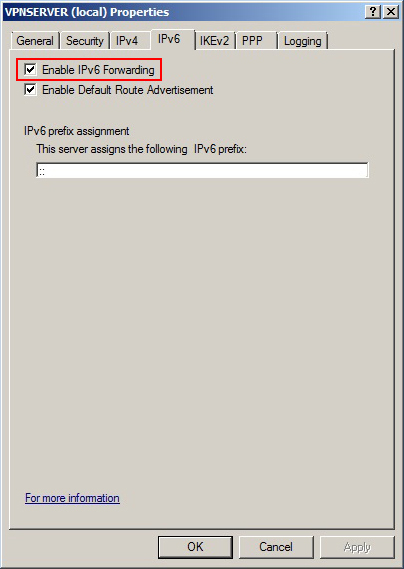 VPNSERVER (local) Properties
General Security IPv4 IPv6 IKEv2 PPP Logging
Enable IPv6 Forwarding
Enable Default Route Advertisement
IPv6 prefix assignment
This server assigns the following IPv6 prefix:
::
For more information
OK Cancel Apply